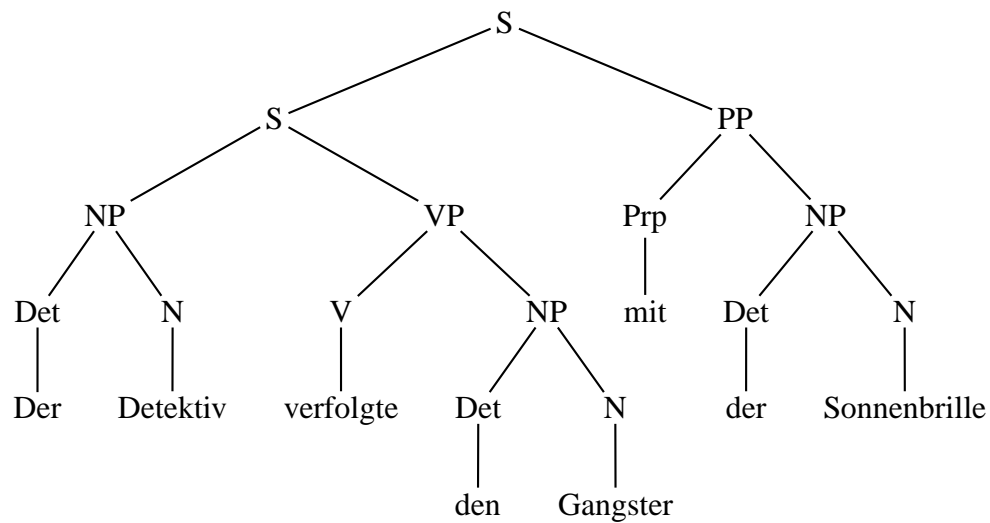 S
S PP
NP VP Prp NP
Det N V NP mit Det N
Der Detektiv verfolgte Det N der Sonnenbrille
den Gangster